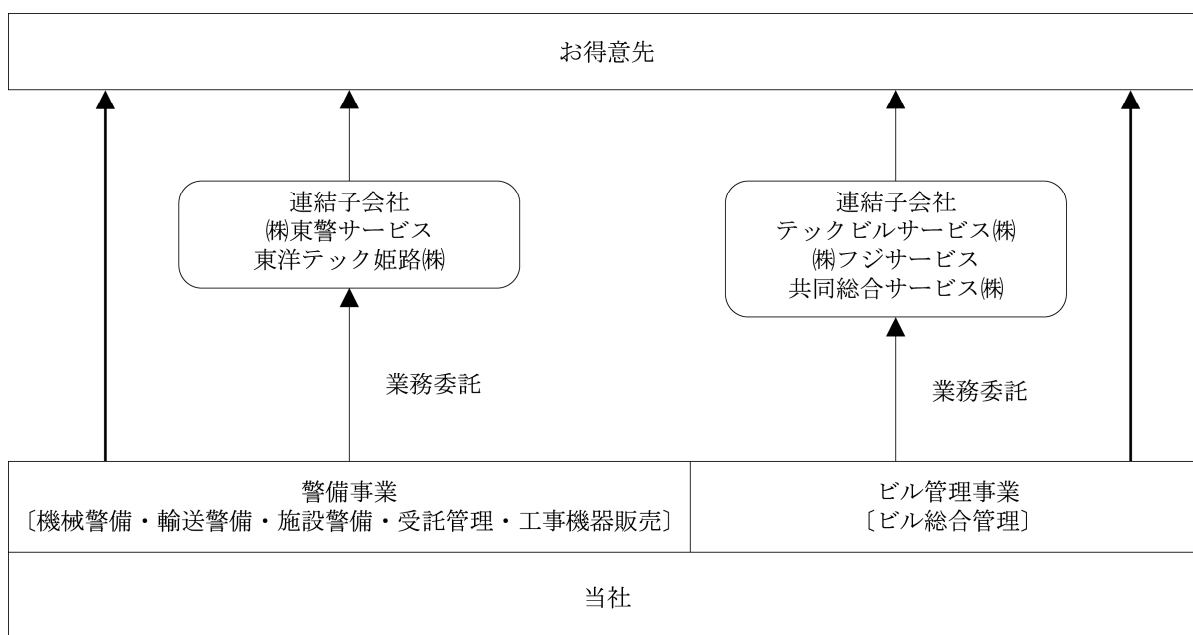 お得意先
連結子会社
㈱東警サービス
東洋テック姫路㈱
連結子会社
テックビルサービス㈱
㈱フジサービス
共同総合サービス㈱
業務委託
業務委託
警備事業
〔機械警備・輸送警備・施設警備・受託管理・工事機器販売〕
ビル管理事業
〔ビル総合管理〕
当社